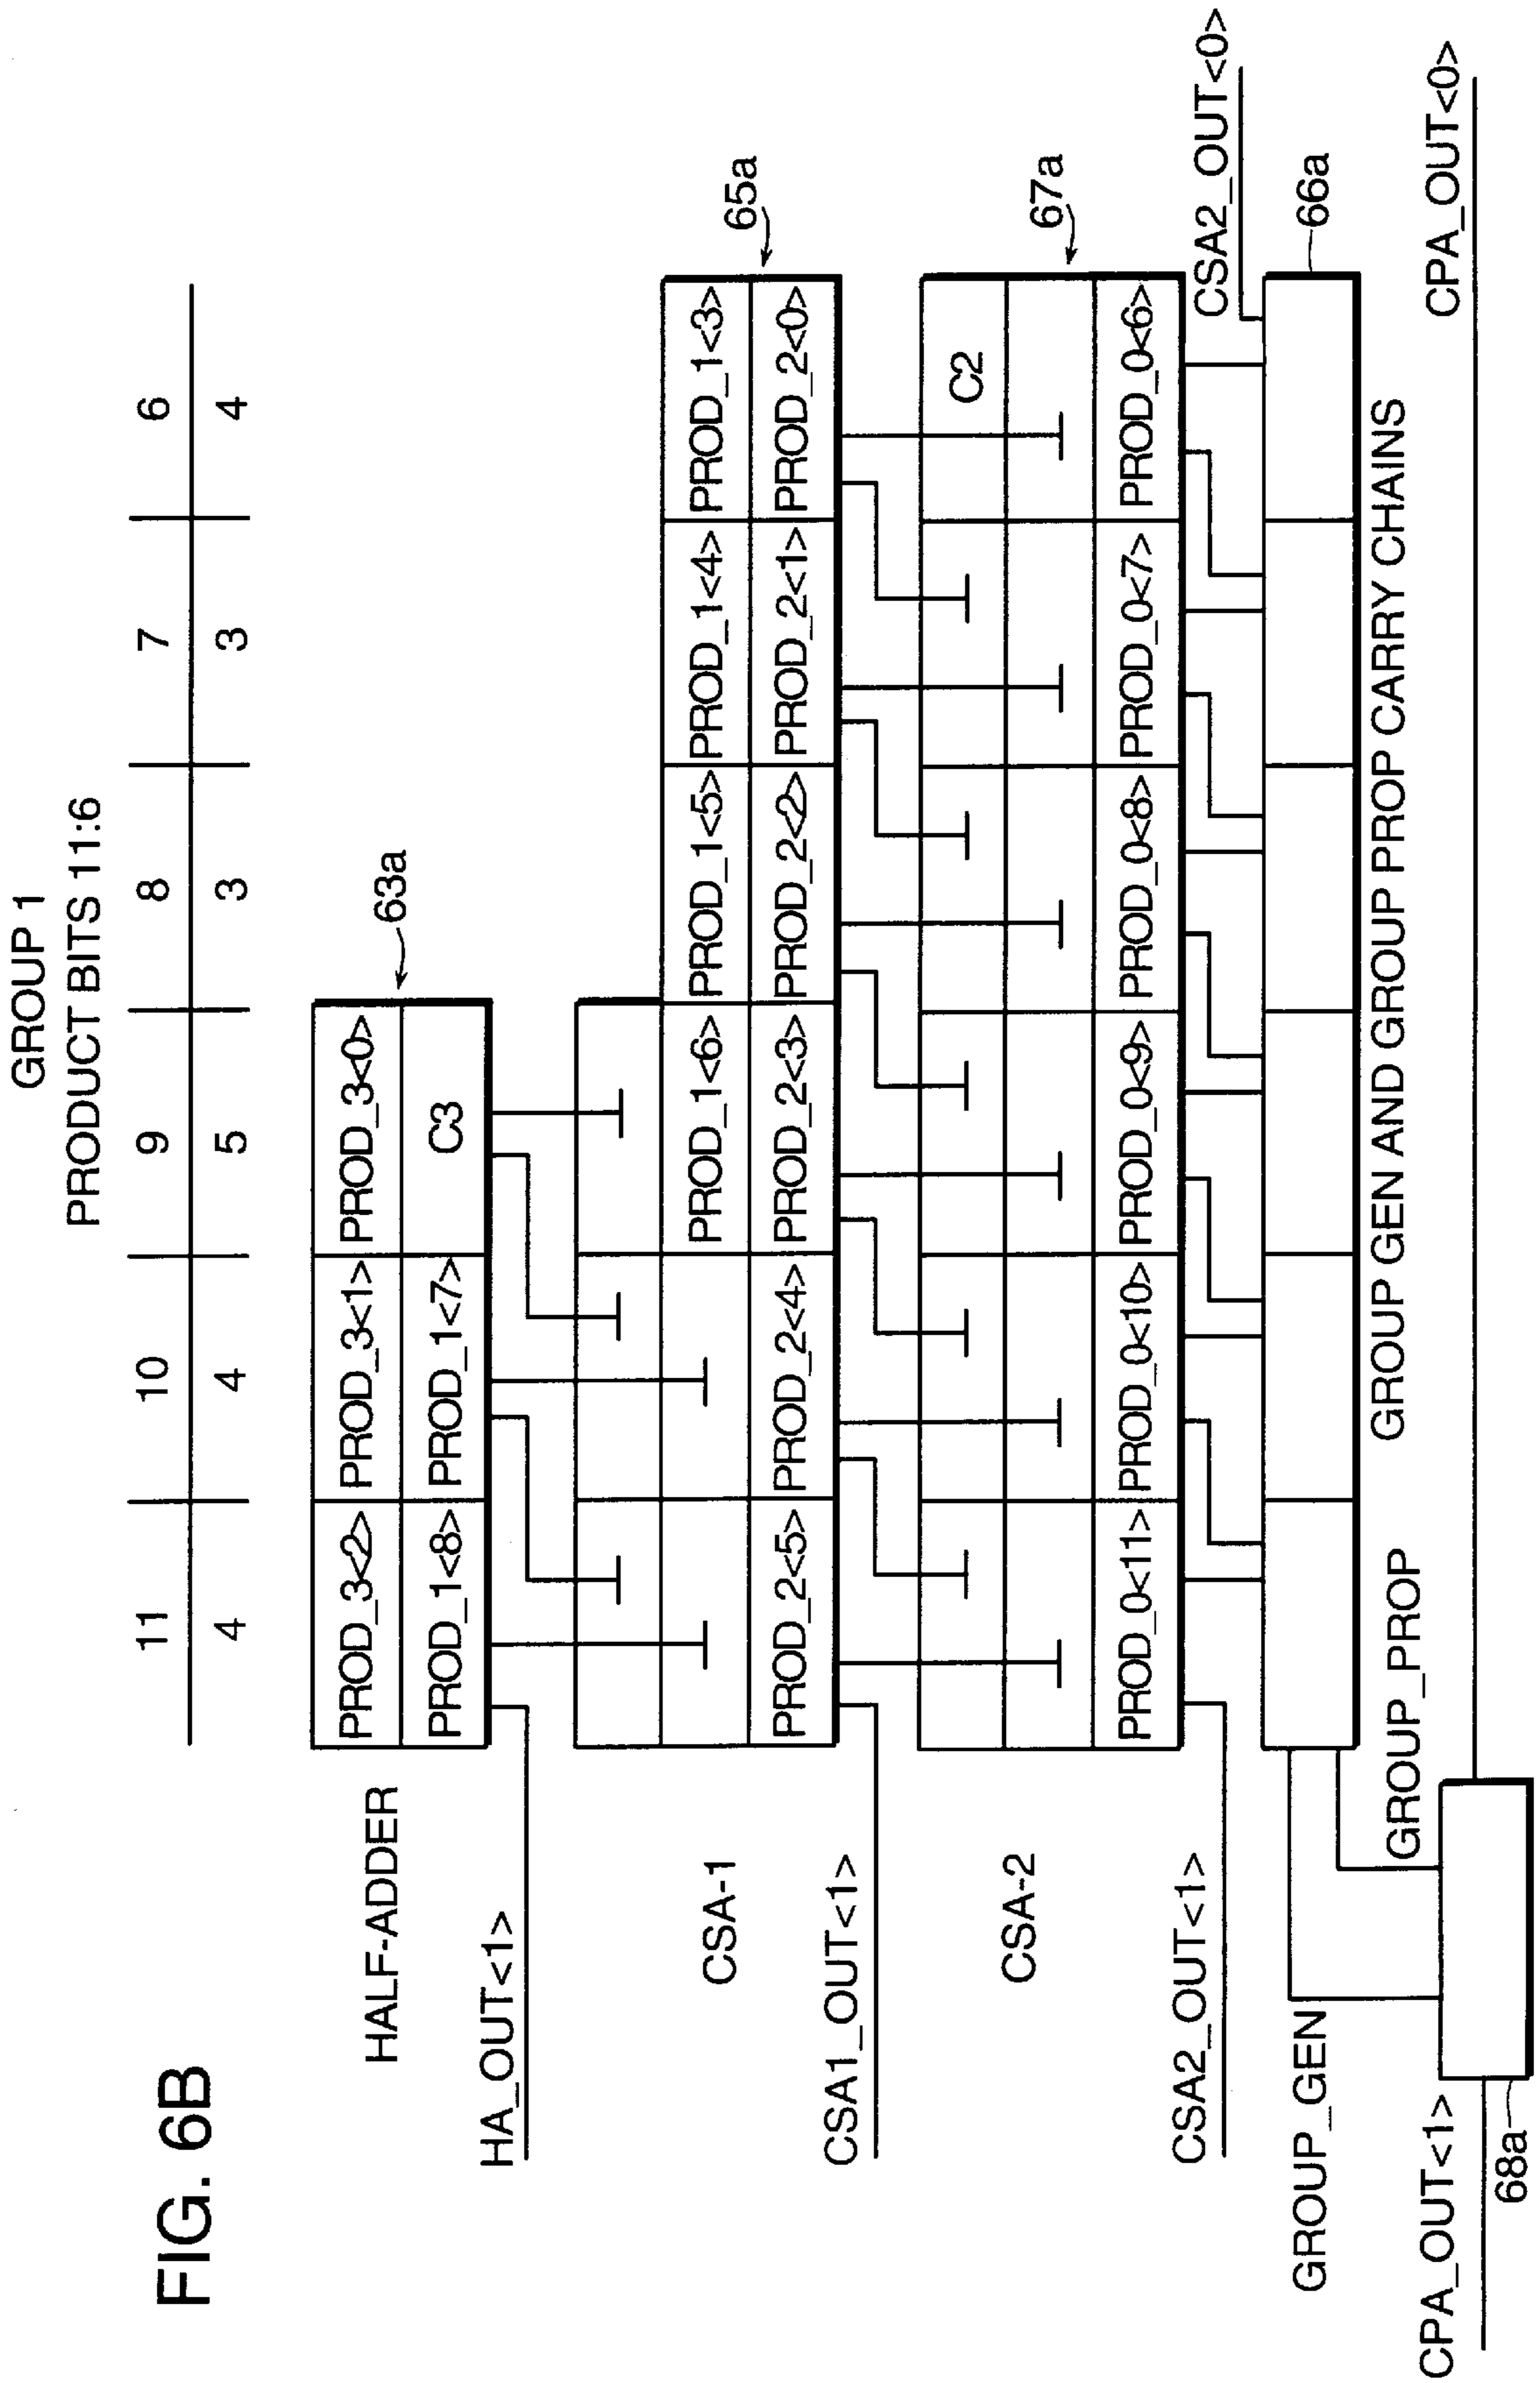 FIG. 6B
GROUP 1
PRODUCT BITS 11:6
11 10 9 8 7 6
4 4 5 3 3 4
63a
HALF-ADDER
PROD_3<2> PROD_3<1> PROD_3<0>
PROD_1<8> PROD_1<7> C3
HA_OUT<1>
65a
CSA-1
PROD_1<6> PROD_1<5> PROD_1<4> PROD_1<3>
PROD_2<5> PROD_2<4> PROD_2<3> PROD_2<2> PROD_2<1> PROD_2<0>
CSA1_OUT<1>
67a
CSA-2
C2
PROD_0<11> PROD_0<10> PROD_0<9> PROD_0<8> PROD_0<7> PROD_0<6>
CSA2_OUT<1>
CSA2_OUT<0>
66a
GROUP_GEN
GROUP_PROP
GROUP GEN AND GROUP PROP CARRY CHAINS
CPA_OUT<1>
CPA_OUT<0>
68a